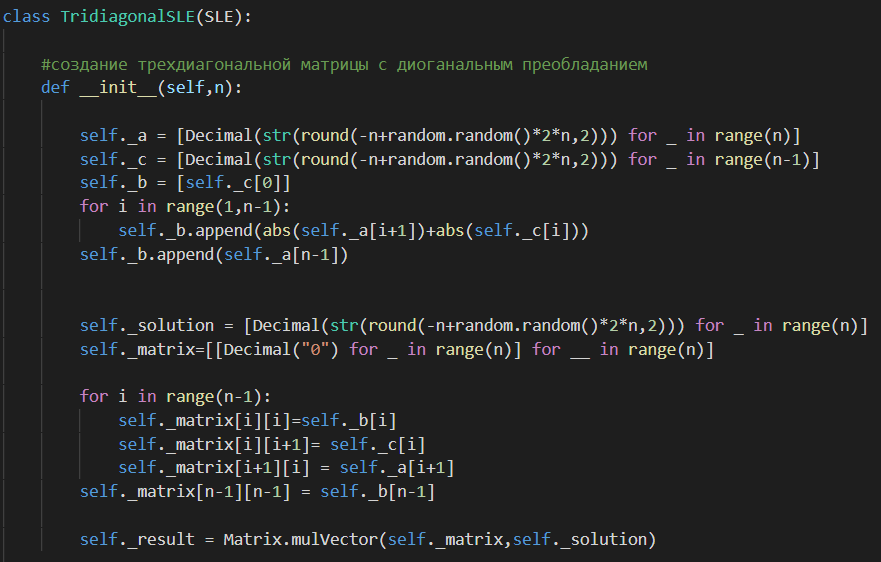 class TridiagonalSLE(SLE):
#создание трехдиагональной матрицы с диоганальным преобладанием
def __init__(self,n):
self._a = [Decimal(str(round(-n+random.random()*2*n,2))) for _ in range(n)]
self._c = [Decimal(str(round(-n+random.random()*2*n,2))) for _ in range(n-1)]
self._b = [self._c[0]]
for i in range(1,n-1):
self._b.append(abs(self._a[i+1])+abs(self._c[i]))
self._b.append(self._a[n-1])
self._solution = [Decimal(str(round(-n+random.random()*2*n,2))) for _ in range(n)]
self._matrix=[[Decimal("0") for _ in range(n)] for __ in range(n)]
for i in range(n-1):
self._matrix[i][i]=self._b[i]
self._matrix[i][i+1]= self._c[i]
self._matrix[i+1][i] = self._a[i+1]
self._matrix[n-1][n-1] = self._b[n-1]
self._result = Matrix.mulVector(self._matrix,self._solution)